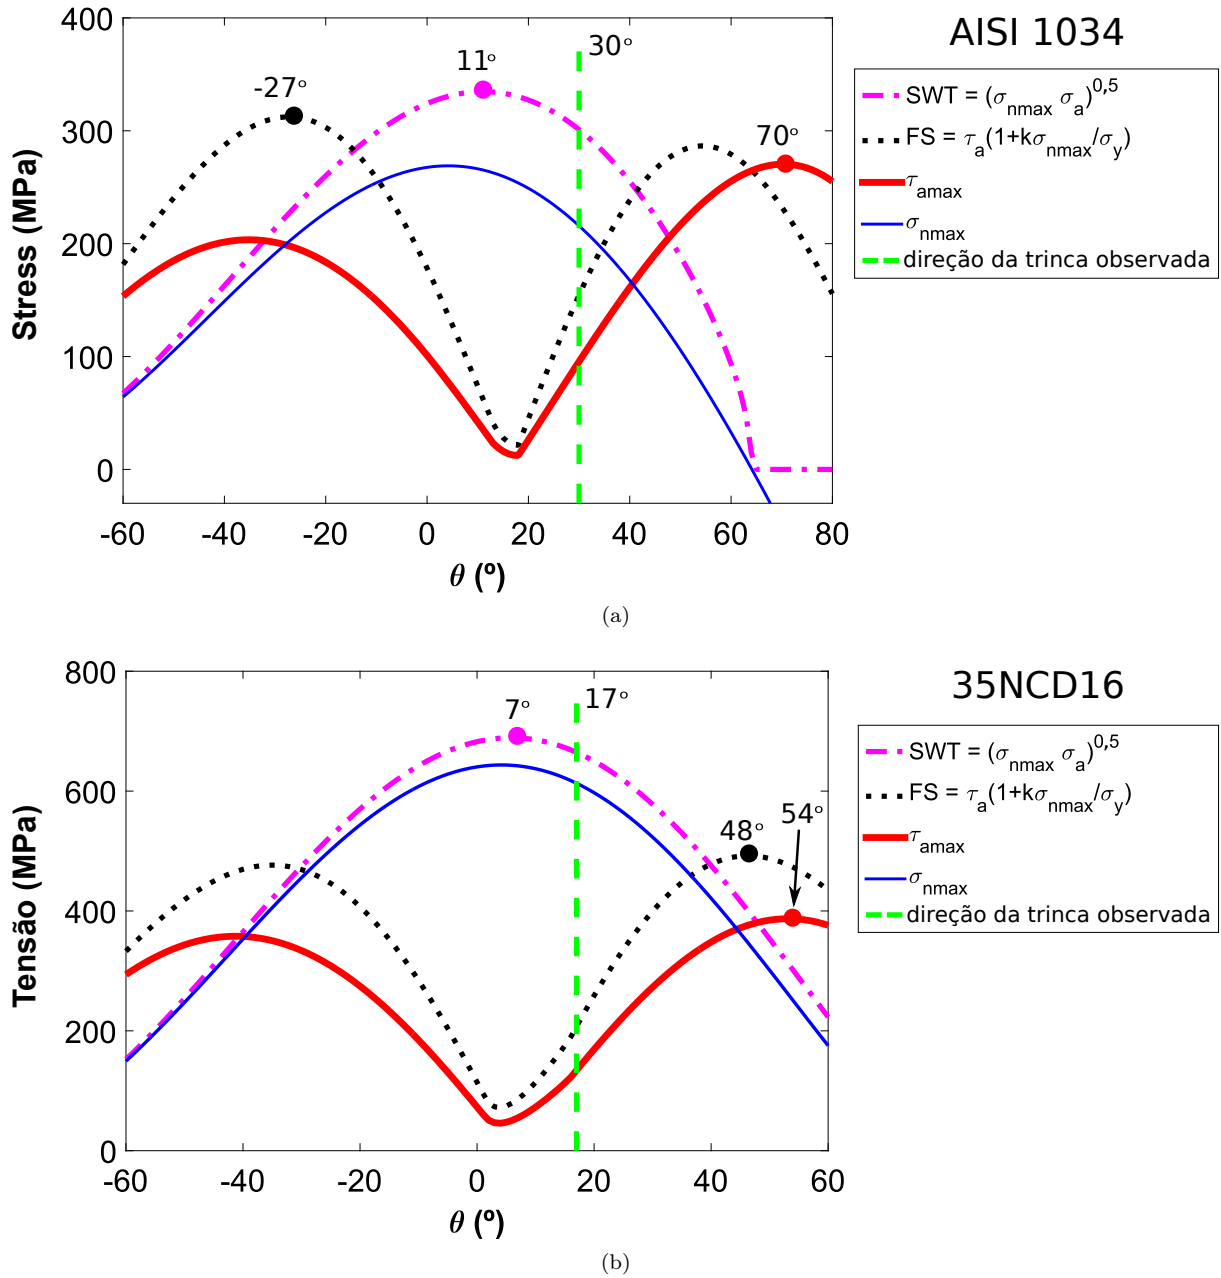 AISI 1034
400
300
200
100
0
Stress (MPa)
-27°
11°
30°
70°
SWT = (σnmax σa)0,5
FS = τa(1+kσnmax/σy)
τamax
σnmax
direção da trinca observada
-60 -40 -20 0 20 40 60 80
θ (º)
(a)
35NCD16
800
600
400
200
0
Tensão (MPa)
7°
17°
48°
54°
SWT = (σnmax σa)0,5
FS = τa(1+kσnmax/σy)
τamax
σnmax
direção da trinca observada
-60 -40 -20 0 20 40 60
θ (º)
(b)